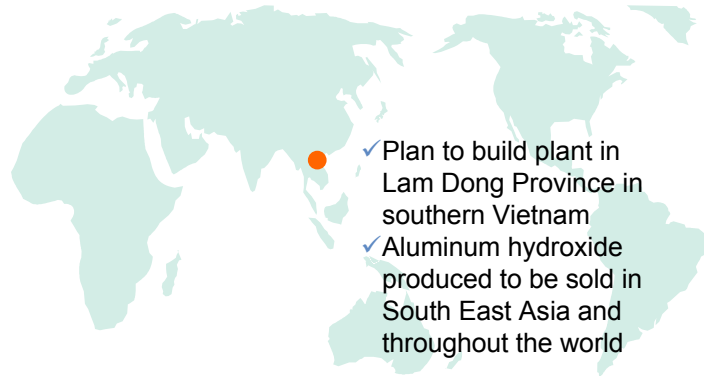 ✓Plan to build plant in
Lam Dong Province in
southern Vietnam
✓Aluminum hydroxide
produced to be sold in
South East Asia and
throughout the world